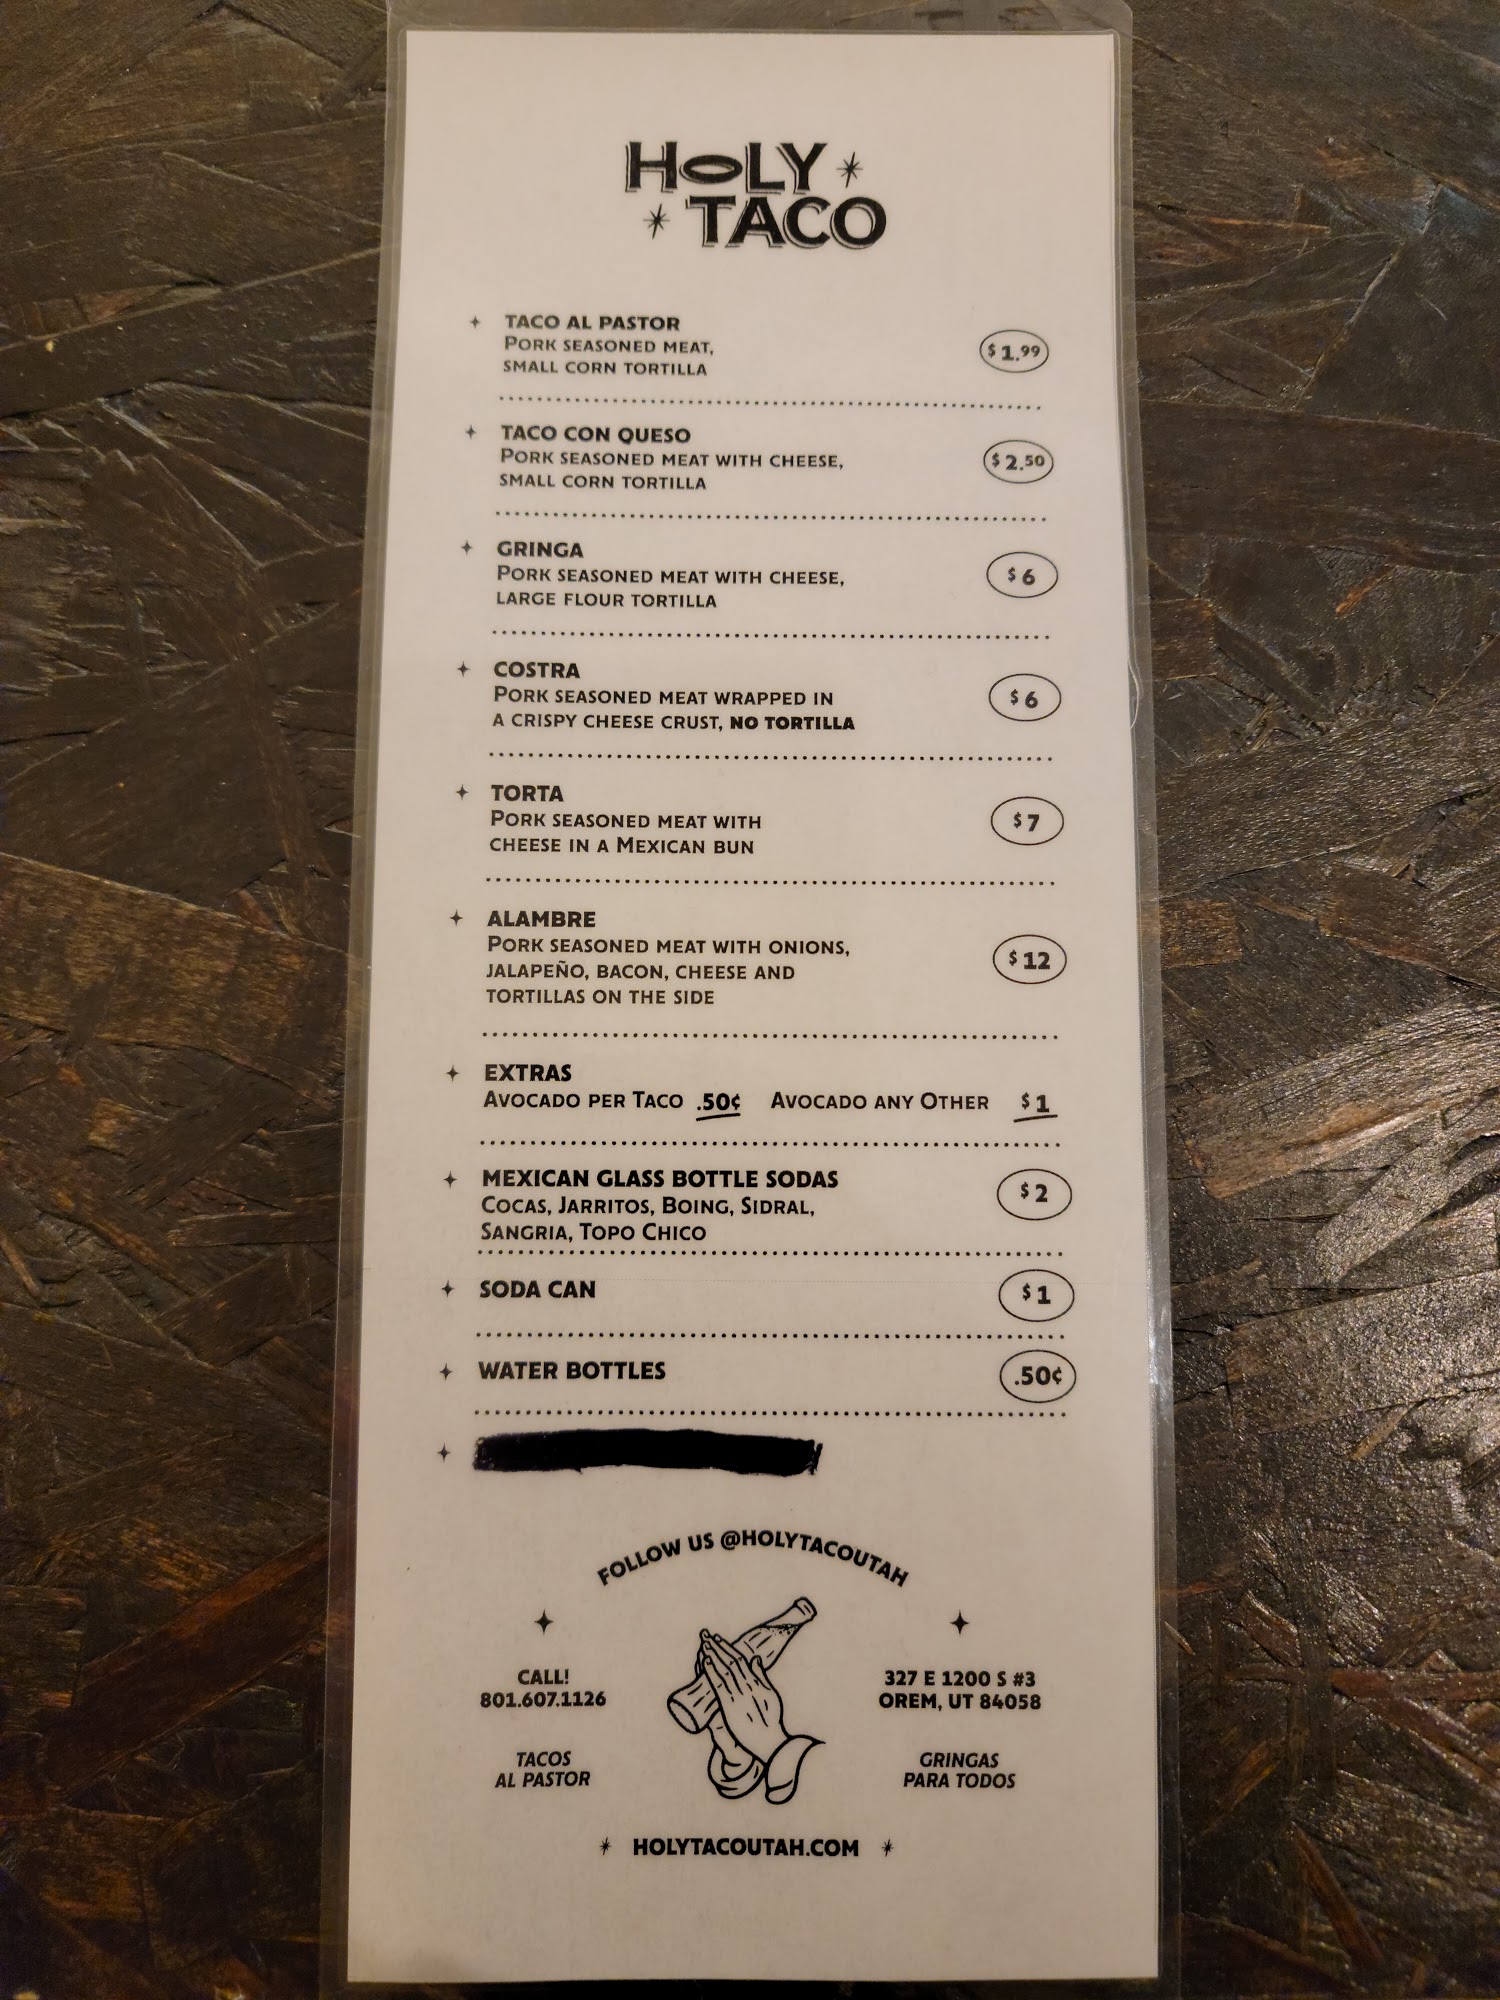 HOLY
TACO
TACO AL PASTOR
PORK SEASONED MEAT,
SMALL CORN TORTILLA
$1.99
TACO CON QUESO
PORK SEASONED MEAT WITH CHEESE,
SMALL CORN TORTILLA
$2.50
GRINGA
PORK SEASONED MEAT WITH CHEESE,
LARGE FLOUR TORTILLA
$6
COSTRA
PORK SEASONED MEAT WRAPPED IN
A CRISPY CHEESE CRUST, NO TORTILLA
$6
TORTA
PORK SEASONED MEAT WITH
CHEESE IN A MEXICAN BUN
$7
ALAMBRE
PORK SEASONED MEAT WITH ONIONS,
JALAPEÑO, BACON, CHEESE AND
TORTILLAS ON THE SIDE
$12
EXTRAS
AVOCADO PER TACO .50¢ AVOCADO ANY OTHER $1
MEXICAN GLASS BOTTLE SODAS
COCAS, JARRITOS, BOING, SIDRAL,
SANGRIA, TOPO CHICO
$2
SODA CAN $1
WATER BOTTLES .50¢
FOLLOW US @HOLYTACOUTAH
CALL!
801.607.1126
TACOS
AL PASTOR
327 E 1200 S #3
OREM, UT 84058
GRINGAS
PARA TODOS
HOLYTACOUTAH.COM